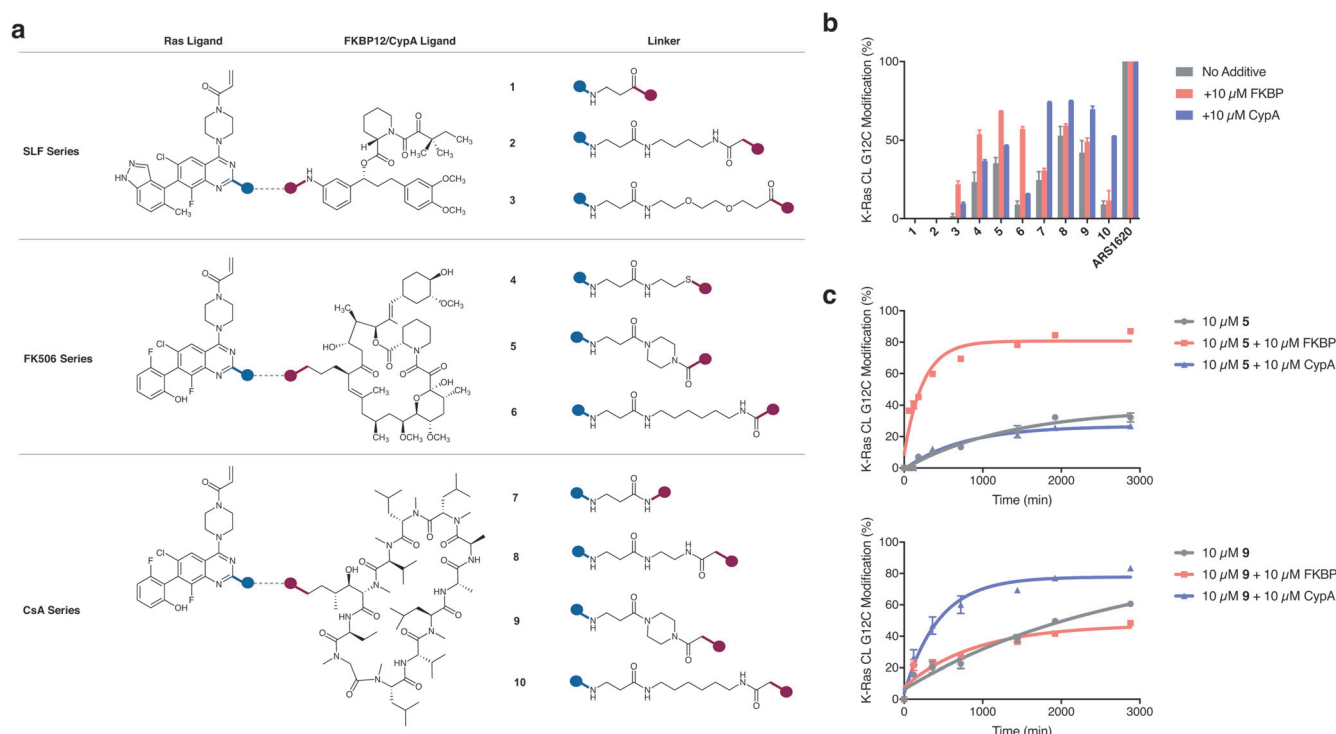 a
Ras Ligand
FKBP12/CypA Ligand
Linker
SLF Series
1
2
3
FK506 Series
4
5
6
CsA Series
7
8
9
10
b
K-Ras CL G12C Modification (%)
100
50
0
1
2
3
4
5
6
7
8
9
10
ARS1620
No Additive
+10 µM FKBP
+10 µM CypA
c
K-Ras CL G12C Modification (%)
100
80
60
40
20
0
0
1000
2000
3000
Time (min)
10 µM 5
10 µM 5 + 10 µM FKBP
10 µM 5 + 10 µM CypA
K-Ras CL G12C Modification (%)
100
80
60
40
20
0
0
1000
2000
3000
Time (min)
10 µM 9
10 µM 9 + 10 µM FKBP
10 µM 9 + 10 µM CypA